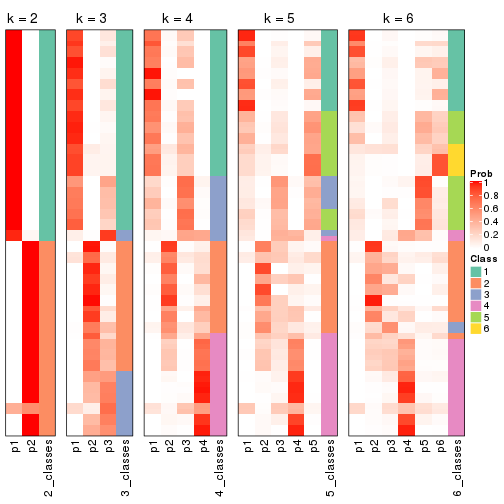 k = 2
k = 3
k = 4
k = 5
k = 6
Prob
1
0.8
0.6
0.4
0.2
0
Class
1
2
3
4
5
6
p1
p2
2_classes
p1
p2
p3
3_classes
p1
p2
p3
p4
4_classes
p1
p2
p3
p4
p5
5_classes
p1
p2
p3
p4
p5
p6
6_classes